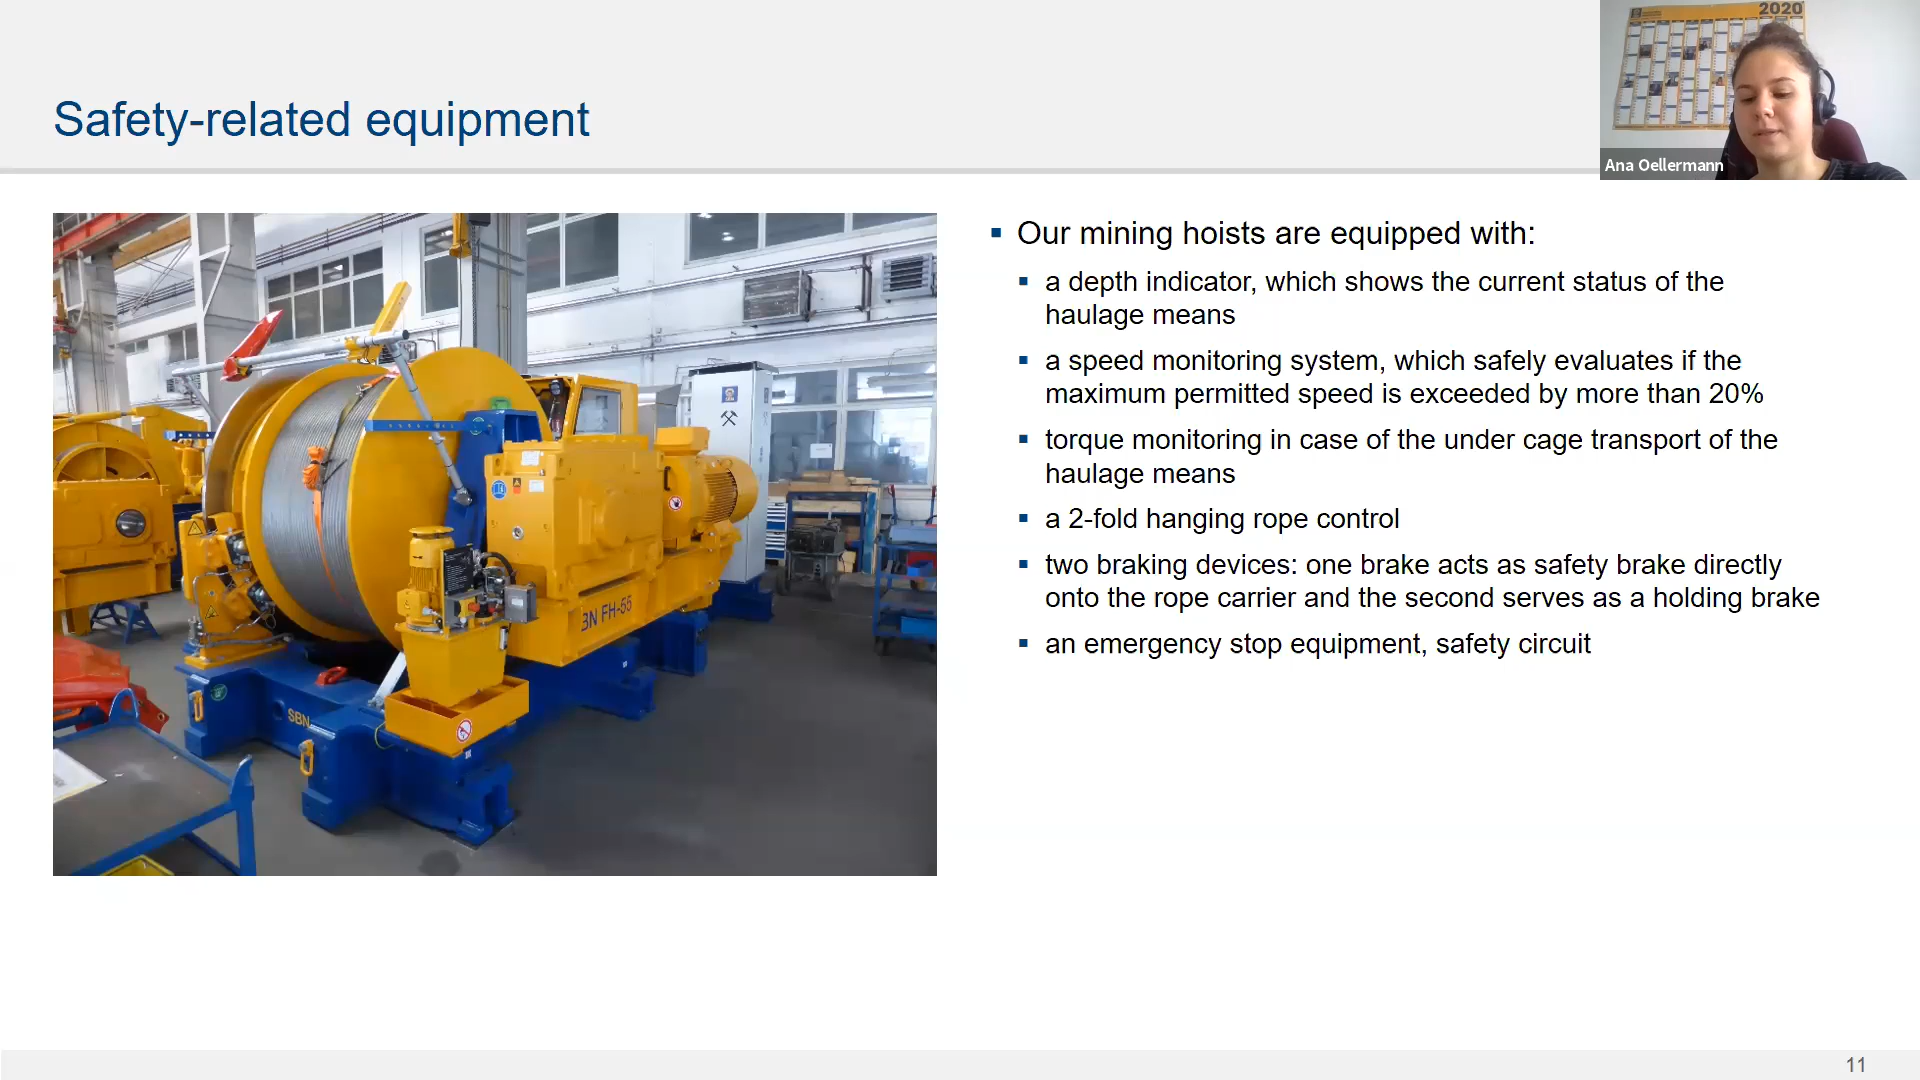 2020
Safety-related equipment
Ana Oellermann
▪ Our mining hoists are equipped with:
▪ a depth indicator, which shows the current status of the
haulage means
▪ a speed monitoring system, which safely evaluates if the
maximum permitted speed is exceeded by more than 20%
▪ torque monitoring in case of the under cage transport of the
haulage means
▪ a 2-fold hanging rope control
▪ two braking devices: one brake acts as safety brake directly
onto the rope carrier and the second serves as a holding brake
▪ an emergency stop equipment, safety circuit
BN FH-55
SBN
11